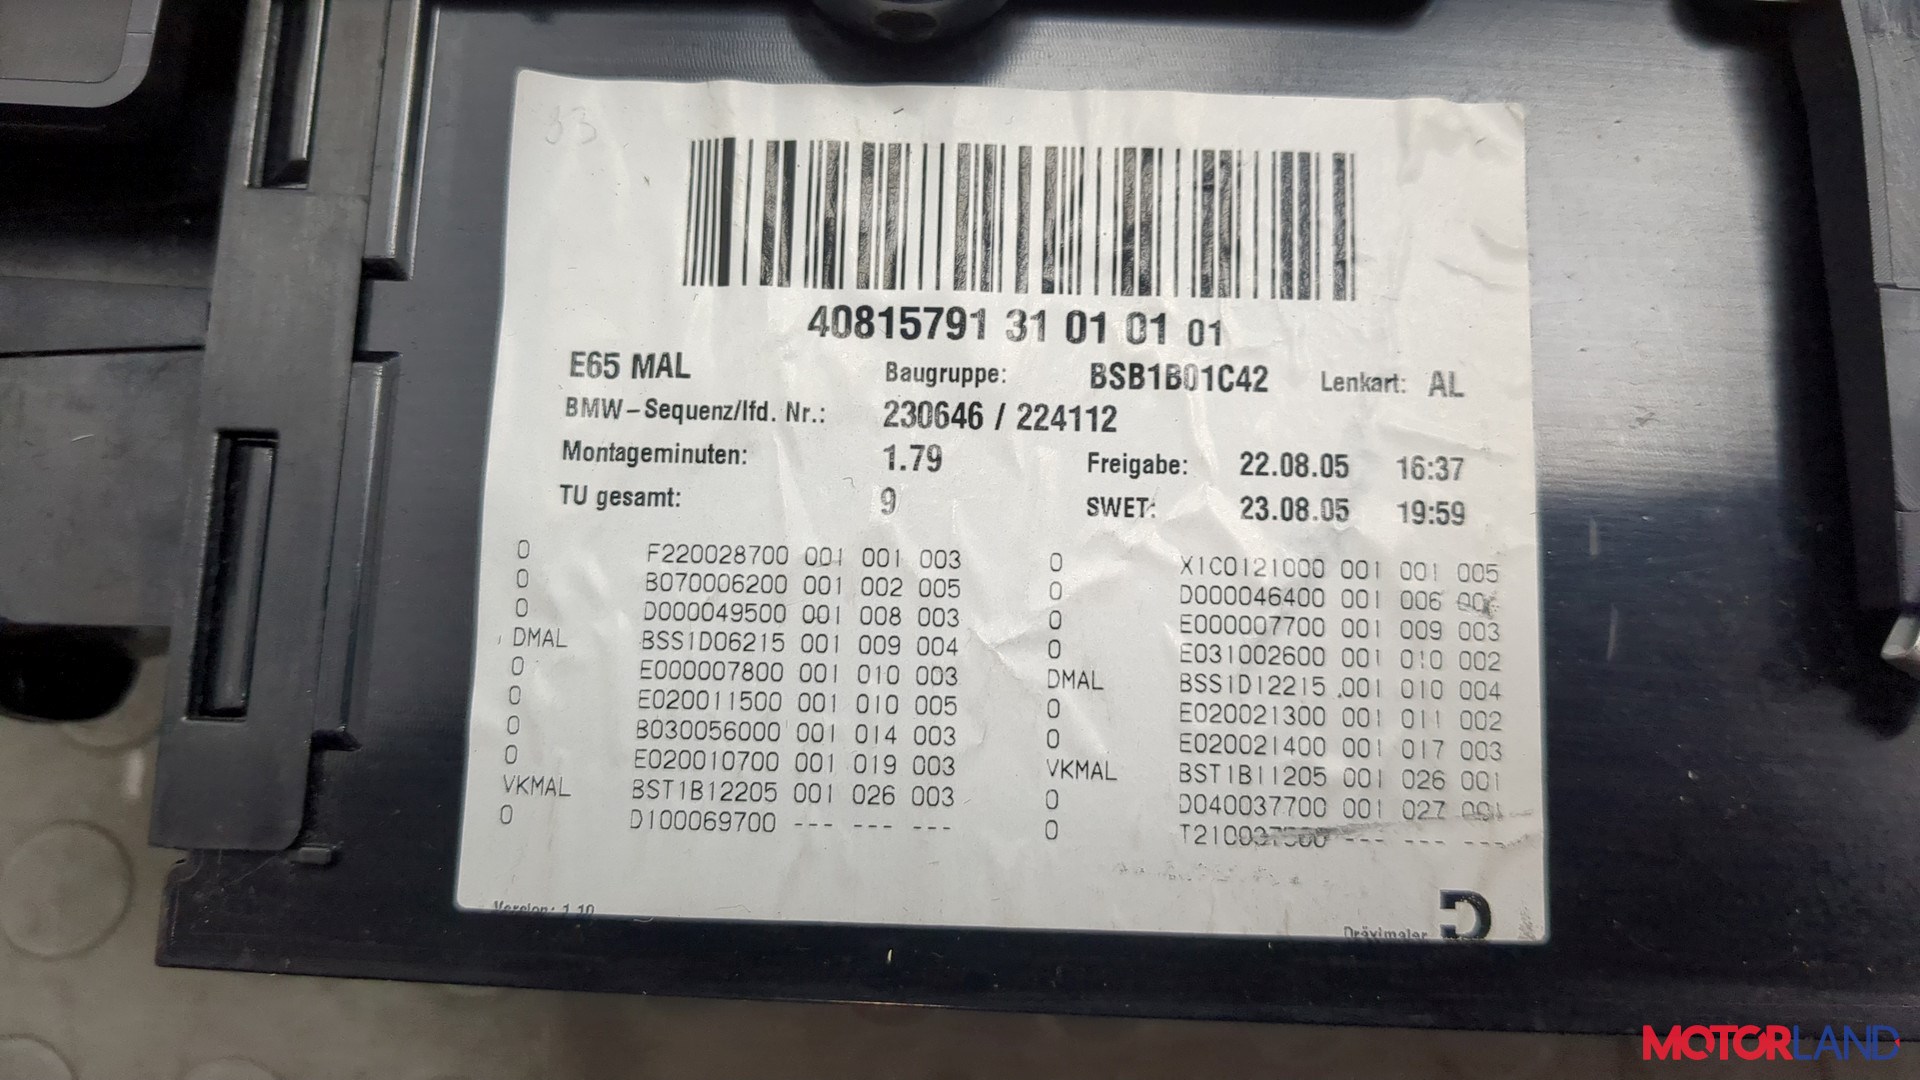 33
40815791 31 01 01 01
E65 MAL Baugruppe: BSB1B01C42 Lenkart: AL
BMW-Sequenz/lfd. Nr.: 230646 / 224112
Montageminuten: 1.79 Freigabe: 22.08.05 16:37
TU gesamt: 9 SWET: 23.08.05 19:59
0 F220028700 001 001 003 0 X1C0121000 001 001 005
0 B070006200 001 002 005 0 D000046400 001 006
0 D000049500 001 008 003 0 E000007700 001 009 003
DMAL BSS1D06215 001 009 004 0 E031002600 001 010 002
0 E000007800 001 010 003 DMAL BSS1D12215 001 010 004
0 E020011500 001 010 005 0 E020021300 001 011 002
0 B030056000 001 014 003 0 E020021400 001 017 003
0 E020010700 001 019 003 VKMAL BST1B11205 001 026 001
VKMAL BST1B12205 001 026 003 0 D040037700 001 027 001
0 D100069700 --- --- --- 0 --- --- ---
Version: 1.10 Dräxlmaier
MOTORLAND